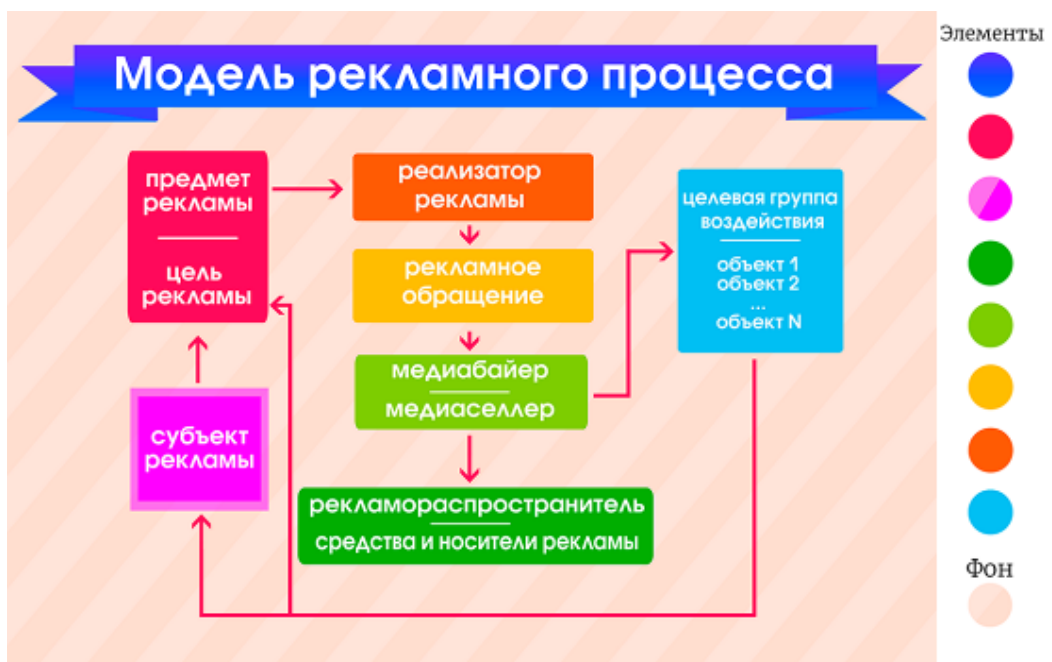 Модель рекламного процесса
Элементы
предмет
рекламы
цель
рекламы
реализатор
рекламы
рекламное
обращение
медиабайер
медиаселлер
рекламораспространитель
средства и носители рекламы
целевая группа
воздействия
объект 1
объект 2
...
объект N
субъект
рекламы
Фон